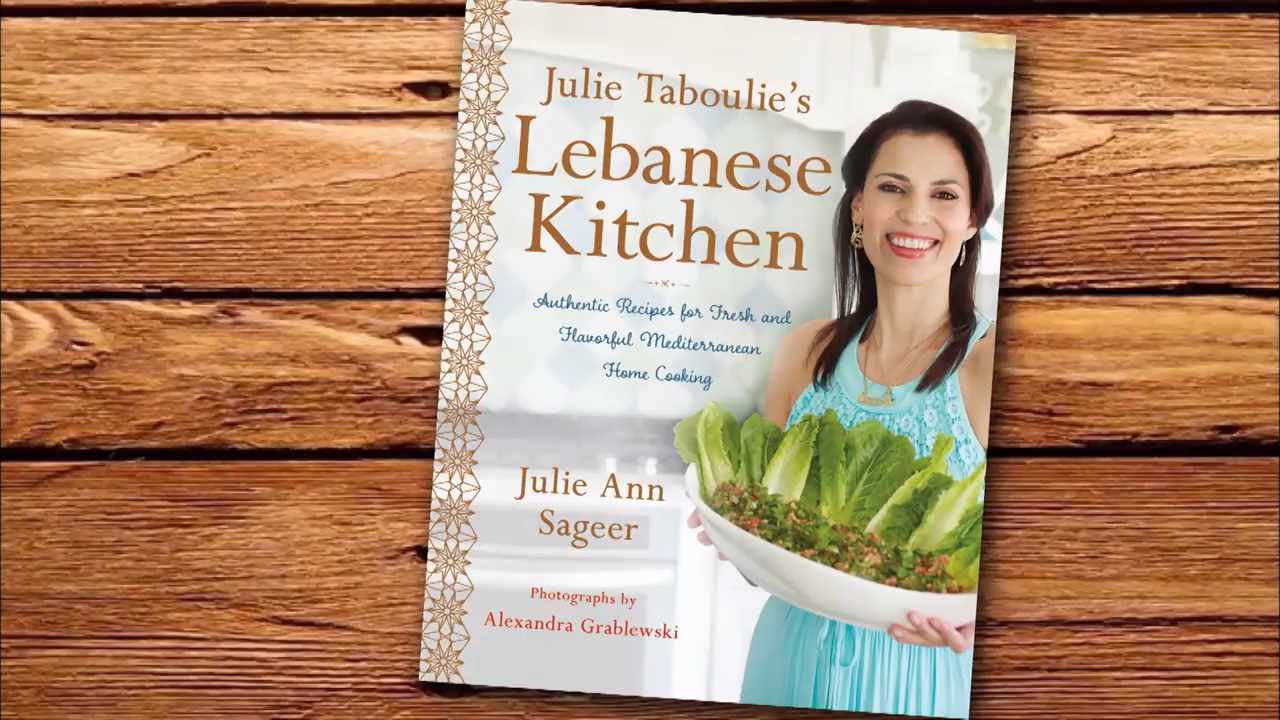 Julie Taboulie's
Lebanese
Kitchen
Authentic Recipes for Fresh and
Flavorful Mediterranean
Home Cooking
Julie Ann
Sageer
Photographs by
Alexandra Grablewski